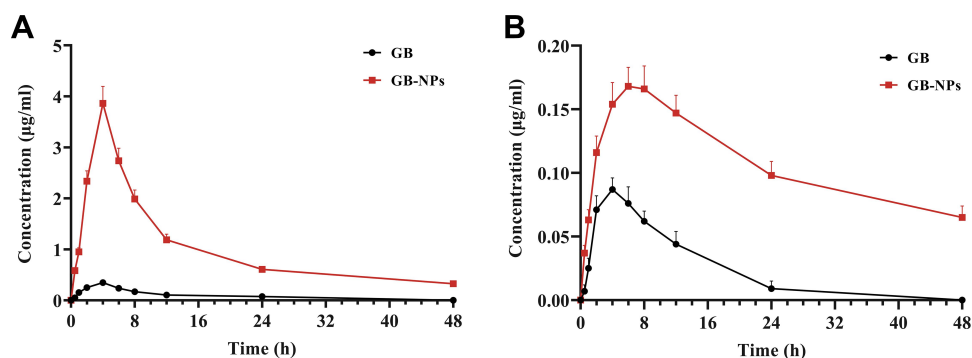 A
Concentration (μg/ml)
5
4
3
2
1
0
0 8 16 24 32 40 48
Time (h)
GB
GB-NPs
B
Concentration (μg/ml)
0.20
0.15
0.10
0.05
0.00
0 8 16 24 32 40 48
Time (h)
GB
GB-NPs